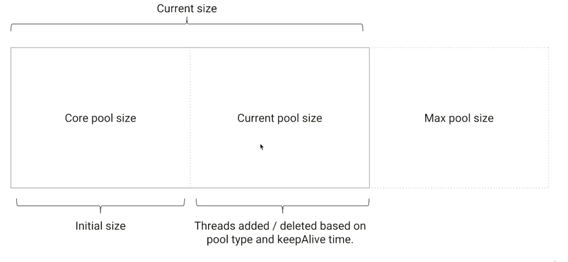 Current size
Core pool size
Current pool size
Max pool size
Initial size
Threads added / deleted based on
pool type and keepAlive time.